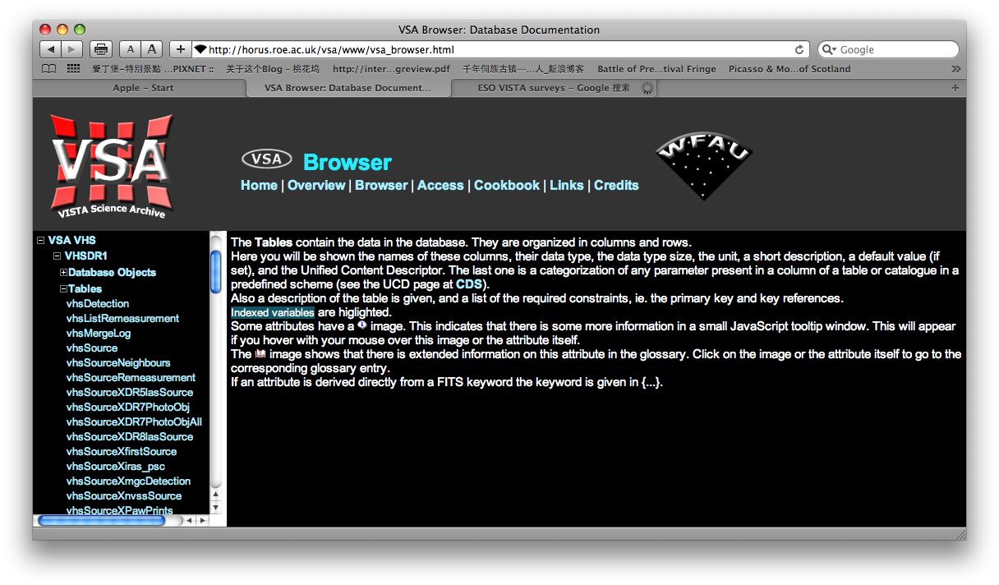 VSA Browser: Database Documentation
A A + http://horus.roe.ac.uk/vsa/www/vsa_browser.html Google
愛丁堡-特別景點 ...PIXNET :: 关于这个Blog - 桃花坞 http://inter...greview.pdf 千年侗族古镇—...人_新浪博客 Battle of Pre...tival Fringe Picasso & Mo...of Scotland
Apple - Start VSA Browser: Database Document... ESO VISTA surveys - Google 搜索
VSA
VISTA Science Archive
VSA Browser
Home | Overview | Browser | Access | Cookbook | Links | Credits
WFAU
VSA VHS
VHSDR1
Database Objects
Tables
vhsDetection
vhsListRemeasurement
vhsMergeLog
vhsSource
vhsSourceNeighbours
vhsSourceRemeasurement
vhsSourceXDR5lasSource
vhsSourceXDR7PhotoObj
vhsSourceXDR7PhotoObjAll
vhsSourceXDR8lasSource
vhsSourceXfirstSource
vhsSourceXiras_psc
vhsSourceXmgcDetection
vhsSourceXnvssSource
vhsSourceXPawPrints
The Tables contain the data in the database. They are organized in columns and rows.
Here you will be shown the names of these columns, their data type, the data type size, the unit, a short description, a default value (if
set), and the Unified Content Descriptor. The last one is a categorization of any parameter present in a column of a table or catalogue in a
predefined scheme (see the UCD page at CDS).
Also a description of the table is given, and a list of the required constraints, ie. the primary key and key references.
Indexed variables are higlighted.
Some attributes have a image. This indicates that there is some more information in a small JavaScript tooltip window. This will appear
if you hover with your mouse over this image or the attribute itself.
The image shows that there is extended information on this attribute in the glossary. Click on the image or the attribute itself to go to the
corresponding glossary entry.
If an attribute is derived directly from a FITS keyword the keyword is given in {...}.